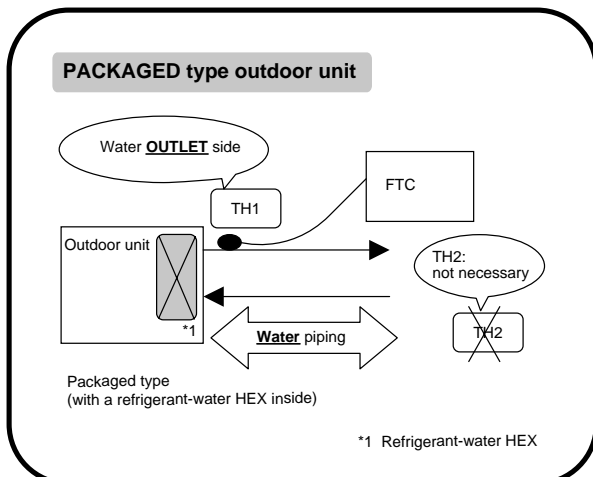 PACKAGED type outdoor unit
Water OUTLET side
TH1
FTC
Outdoor unit
TH2:
not necessary
*1
Water piping
TH2
Packaged type
(with a refrigerant-water HEX inside)
*1 Refrigerant-water HEX